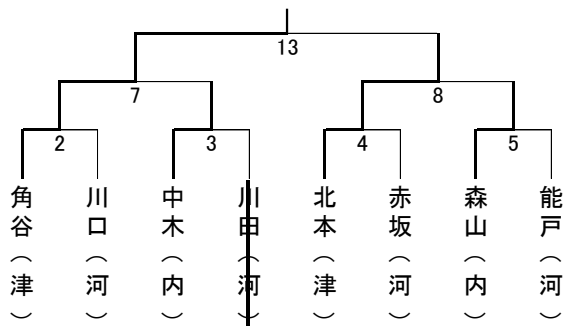 13
7
8
2
3
4
5
角谷（津）
川口（河）
中木（内）
川田（河）
北本（津）
赤坂（河）
森山（内）
能戸（河）